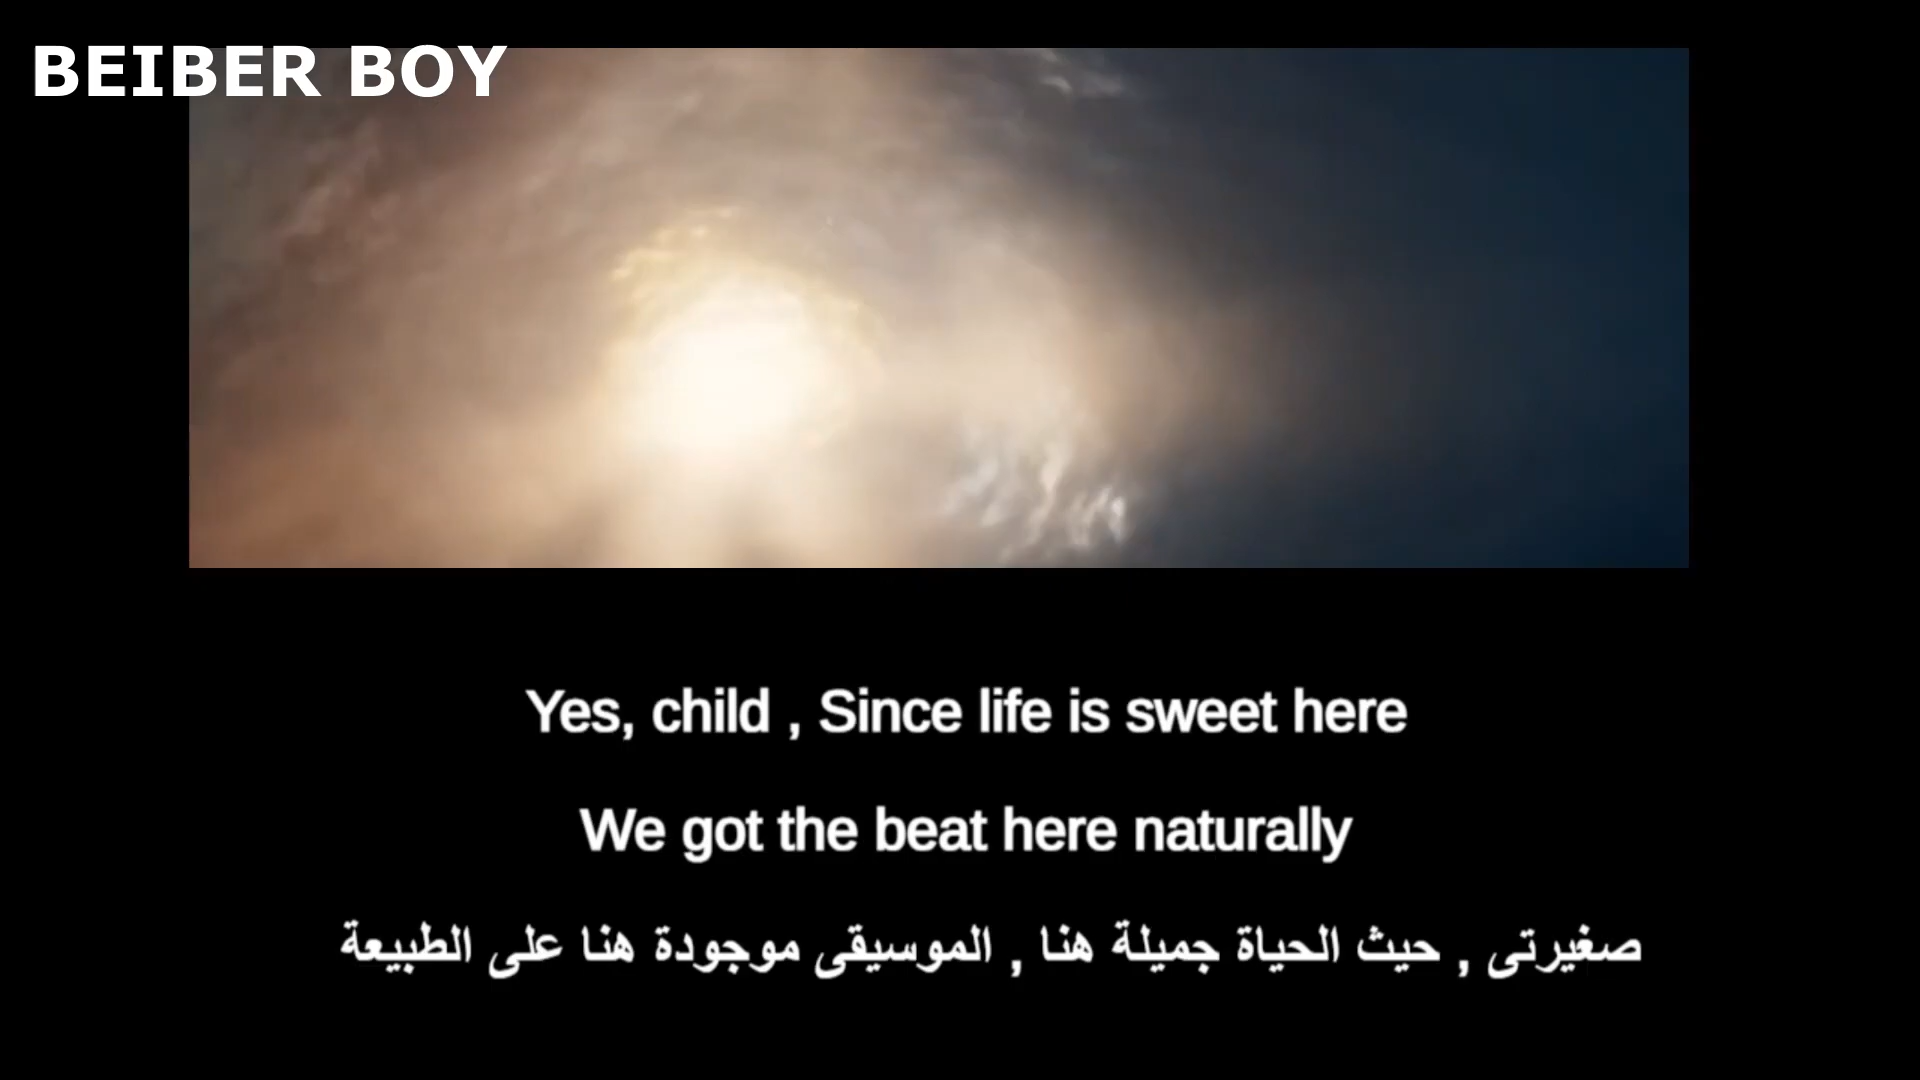 BEIBER BOY
Yes, child , Since life is sweet here
We got the beat here naturally
صغيرتى , حيث الحياة جميلة هنا , الموسيقى موجودة هنا على الطبيعة